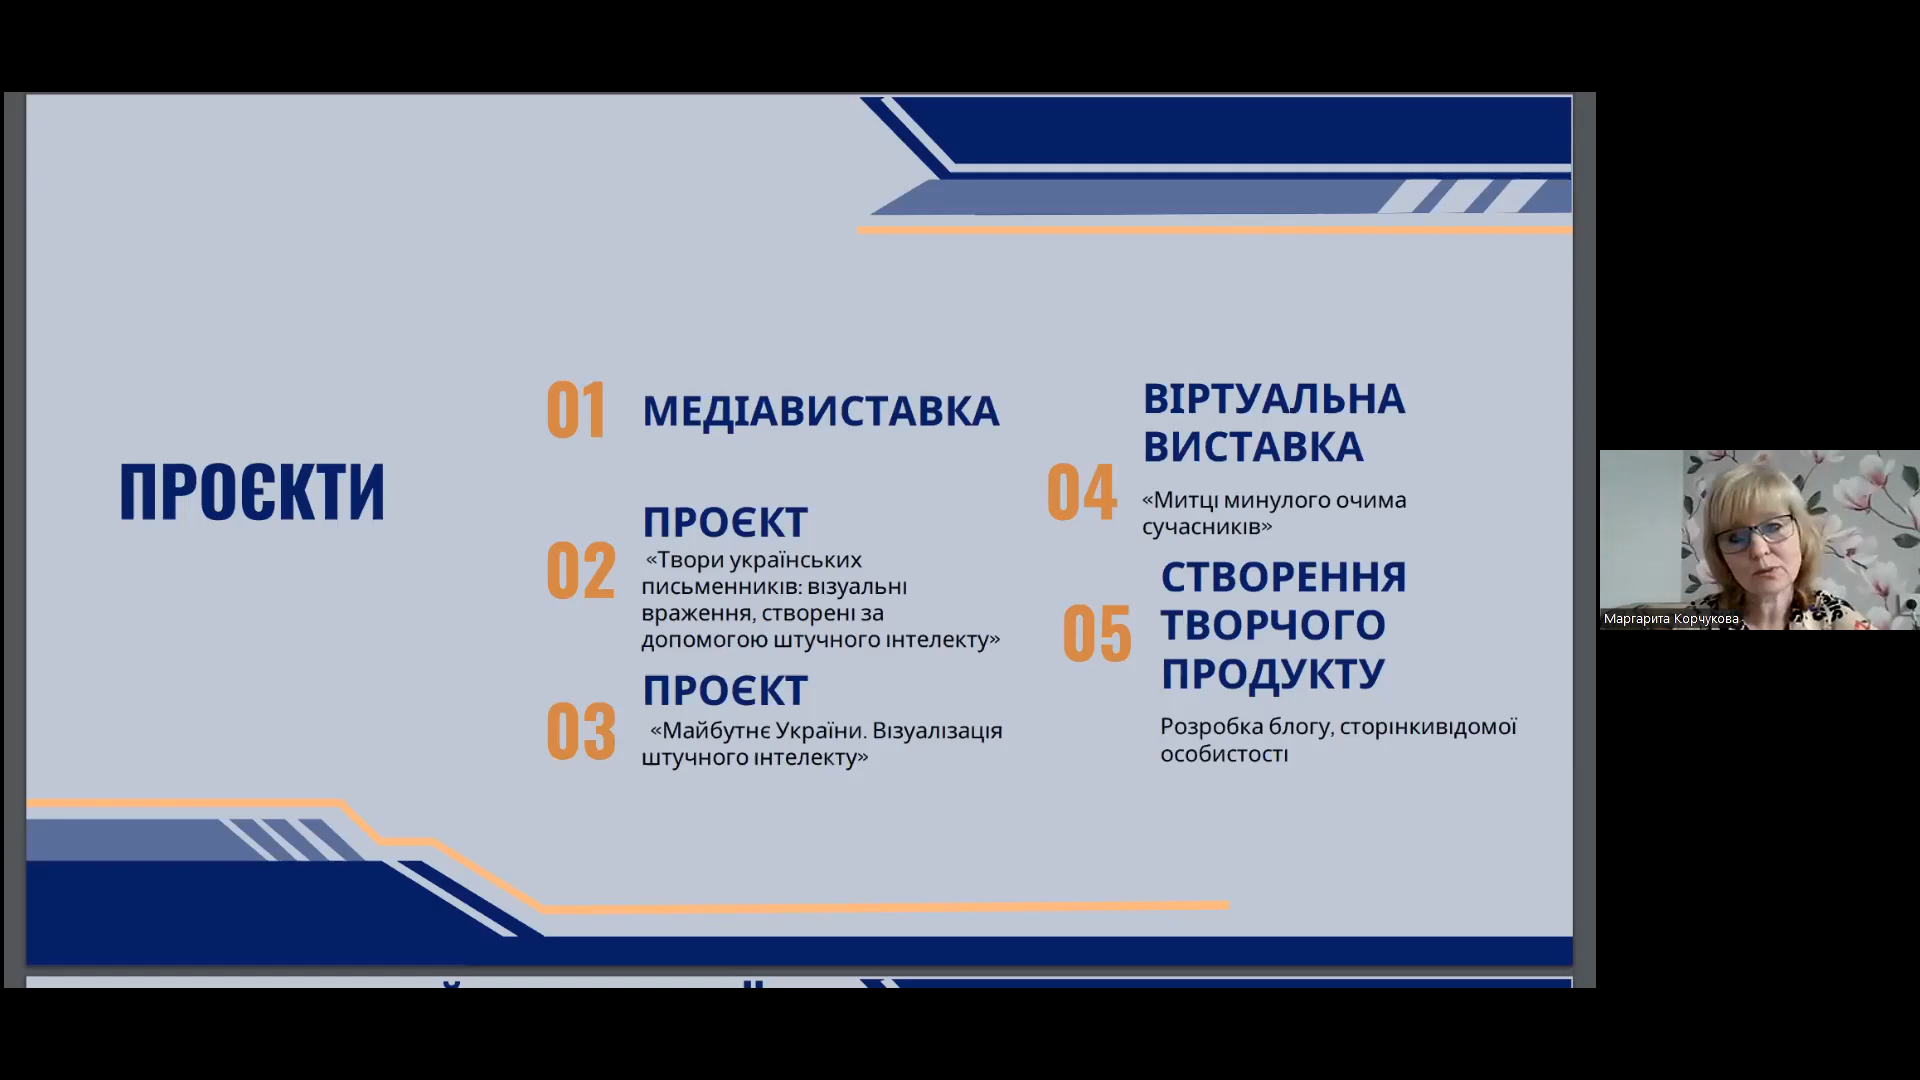 ПРОЄКТИ
01
МЕДІАВИСТАВКА
02
ПРОЄКТ
«Твори українських
письменників: візуальні
враження, створені за
допомогою штучного інтелекту»
03
ПРОЄКТ
«Майбутнє України. Візуалізація
штучного інтелекту»
04
ВІРТУАЛЬНА
ВИСТАВКА
«Митці минулого очима
сучасників»
05
СТВОРЕННЯ
ТВОРЧОГО
ПРОДУКТУ
Розробка блогу, сторінкивідомої
особистості
Маргарита Корчукова